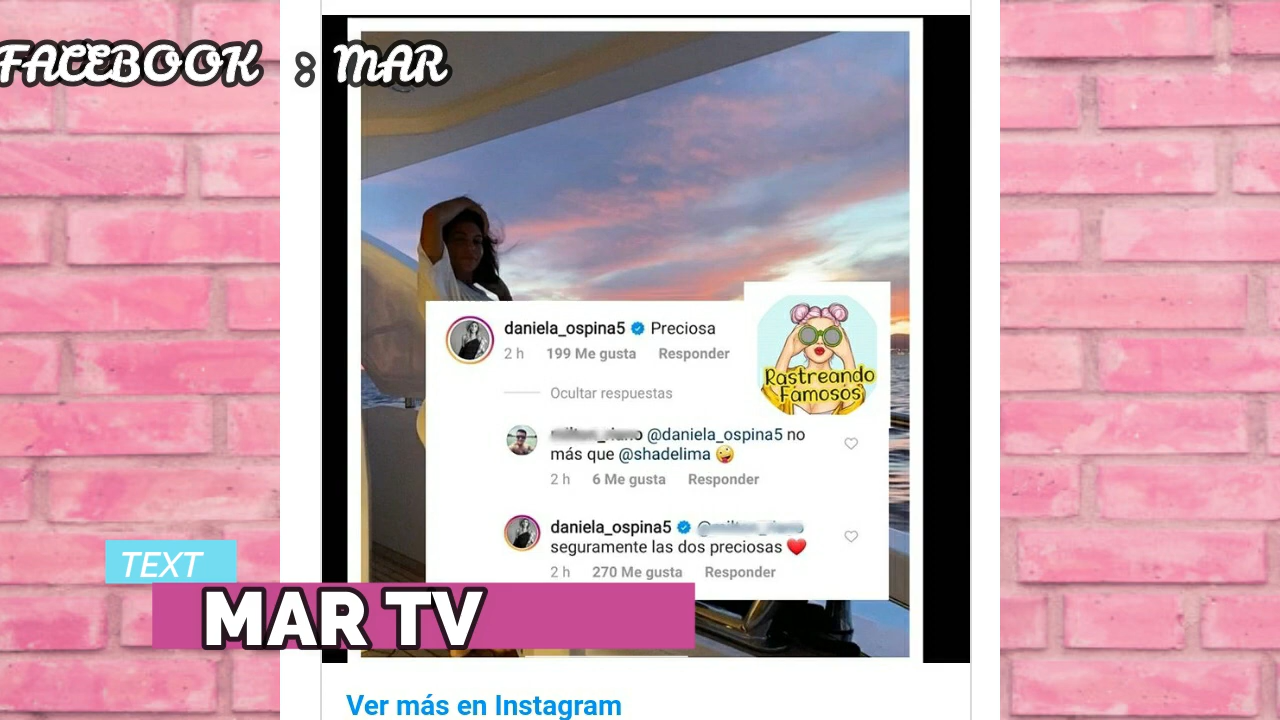 FACEBOOK : MAR
daniela_ospina5 Preciosa
2 h 199 Me gusta Responder
Ocultar respuestas
Rastreando
Famosos
@daniela_ospina5 no
más que @shadelima 🤪
2 h 6 Me gusta Responder
daniela_ospina5
seguramente las dos preciosas ❤️
2 h 270 Me gusta Responder
TEXT
MAR TV
Ver más en Instagram